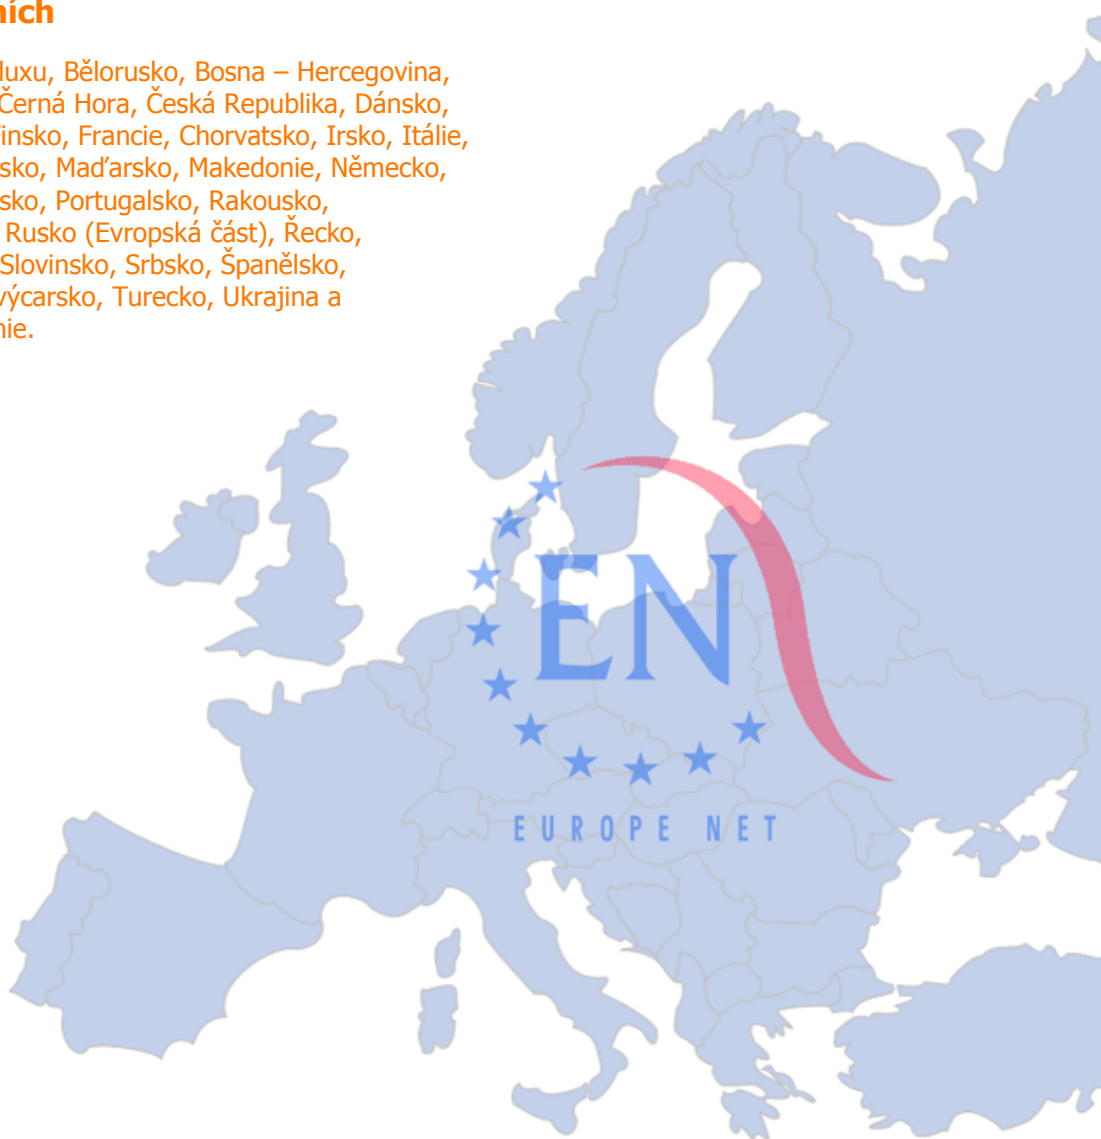 ních
luxu, Bělorusko, Bosna – Hercegovina,
Černá Hora, Česká Republika, Dánsko,
insko, Francie, Chorvatsko, Irsko, Itálie,
sko, Maďarsko, Makedonie, Německo,
sko, Portugalsko, Rakousko,
Rusko (Evropská část), Řecko,
Slovinsko, Srbsko, Španělsko,
výcarsko, Turecko, Ukrajina a
nie.
EN
EUROPE NET